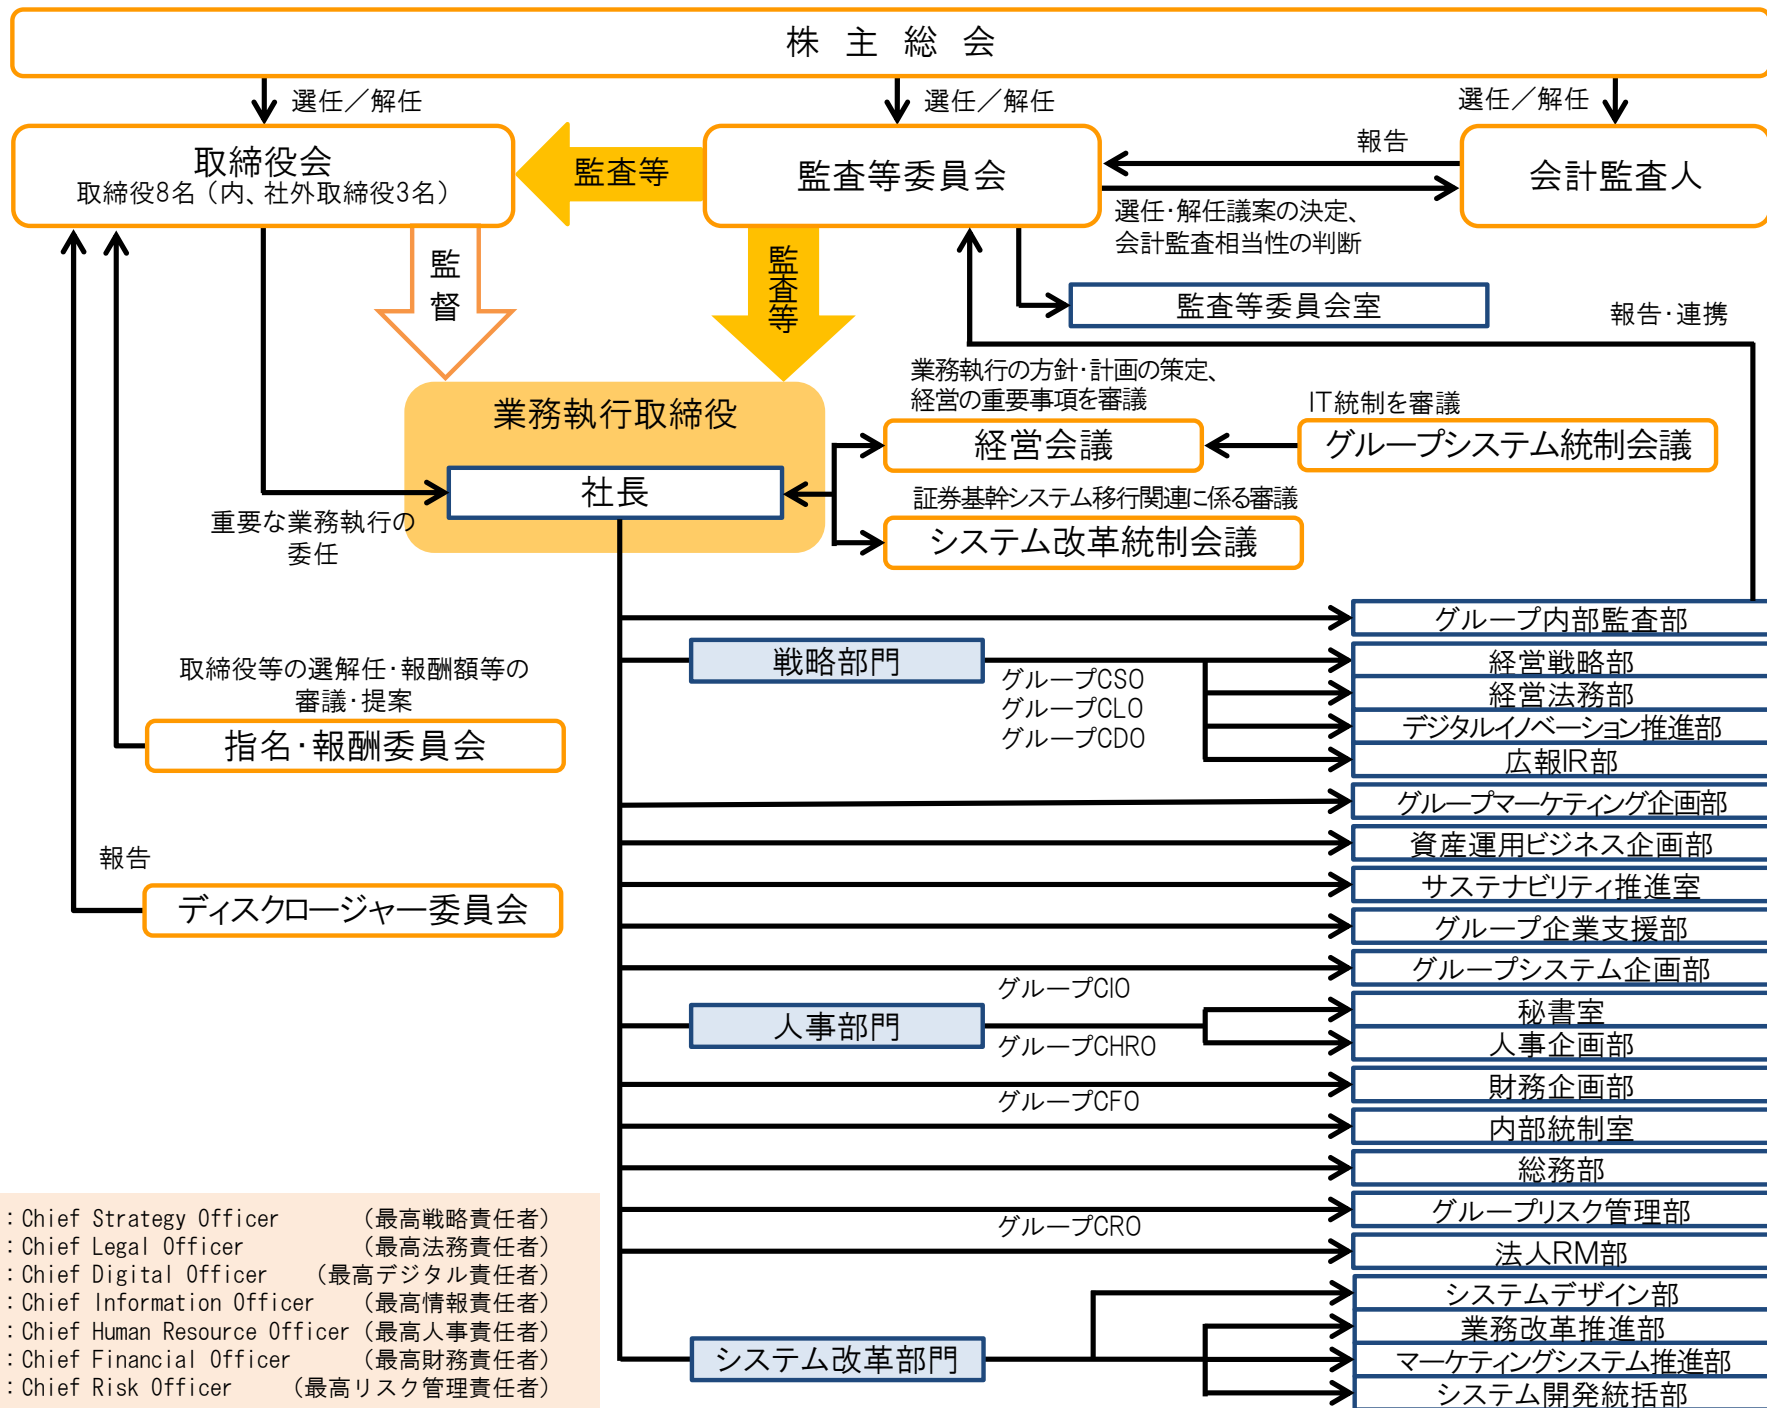 株主総会
選任／解任
選任／解任
選任／解任
取締役会
取締役8名（内、社外取締役3名）
監査等
監査等委員会
報告
会計監査人
選任・解任議案の決定、
会計監査相当性の判断
監督
監査等
監査等委員会室
報告・連携
業務執行取締役
社長
重要な業務執行の
委任
業務執行の方針・計画の策定、
経営の重要事項を審議
経営会議
IT統制を審議
グループシステム統制会議
証券基幹システム移行関連に係る審議
システム改革統制会議
取締役等の選解任・報酬額等の
審議・提案
指名・報酬委員会
報告
ディスクロージャー委員会
グループ内部監査部
戦略部門
グループCSO
グループCLO
グループCDO
経営戦略部
経営法務部
デジタルイノベーション推進部
広報IR部
グループマーケティング企画部
資産運用ビジネス企画部
サステナビリティ推進室
グループ企業支援部
グループシステム企画部
グループCIO
人事部門
グループCHRO
秘書室
人事企画部
財務企画部
グループCFO
内部統制室
総務部
グループリスク管理部
グループCRO
法人RM部
システム改革部門
システムデザイン部
業務改革推進部
マーケティングシステム推進部
システム開発統括部
：Chief Strategy Officer （最高戦略責任者）
：Chief Legal Officer （最高法務責任者）
：Chief Digital Officer （最高デジタル責任者）
：Chief Information Officer （最高情報責任者）
：Chief Human Resource Officer （最高人事責任者）
：Chief Financial Officer （最高財務責任者）
：Chief Risk Officer （最高リスク管理責任者）